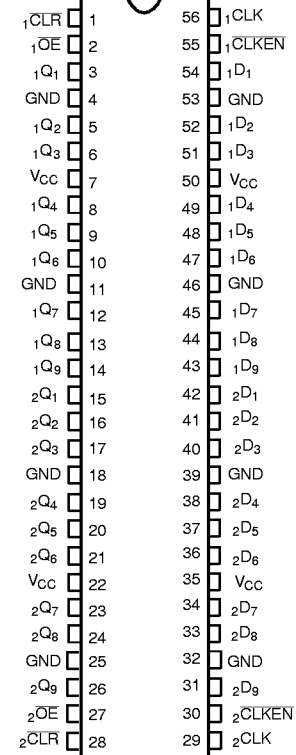 1CLR 1 56 1CLK
1OE 2 55 1CLKEN
1Q1 3 54 1D1
GND 4 53 GND
1Q2 5 52 1D2
1Q3 6 51 1D3
VCC 7 50 VCC
1Q4 8 49 1D4
1Q5 9 48 1D5
1Q6 10 47 1D6
GND 11 46 GND
1Q7 12 45 1D7
1Q8 13 44 1D8
1Q9 14 43 1D9
2Q1 15 42 2D1
2Q2 16 41 2D2
2Q3 17 40 2D3
GND 18 39 GND
2Q4 19 38 2D4
2Q5 20 37 2D5
2Q6 21 36 2D6
VCC 22 35 VCC
2Q7 23 34 2D7
2Q8 24 33 2D8
GND 25 32 GND
2Q9 26 31 2D9
2OE 27 30 2CLKEN
2CLR 28 29 2CLK